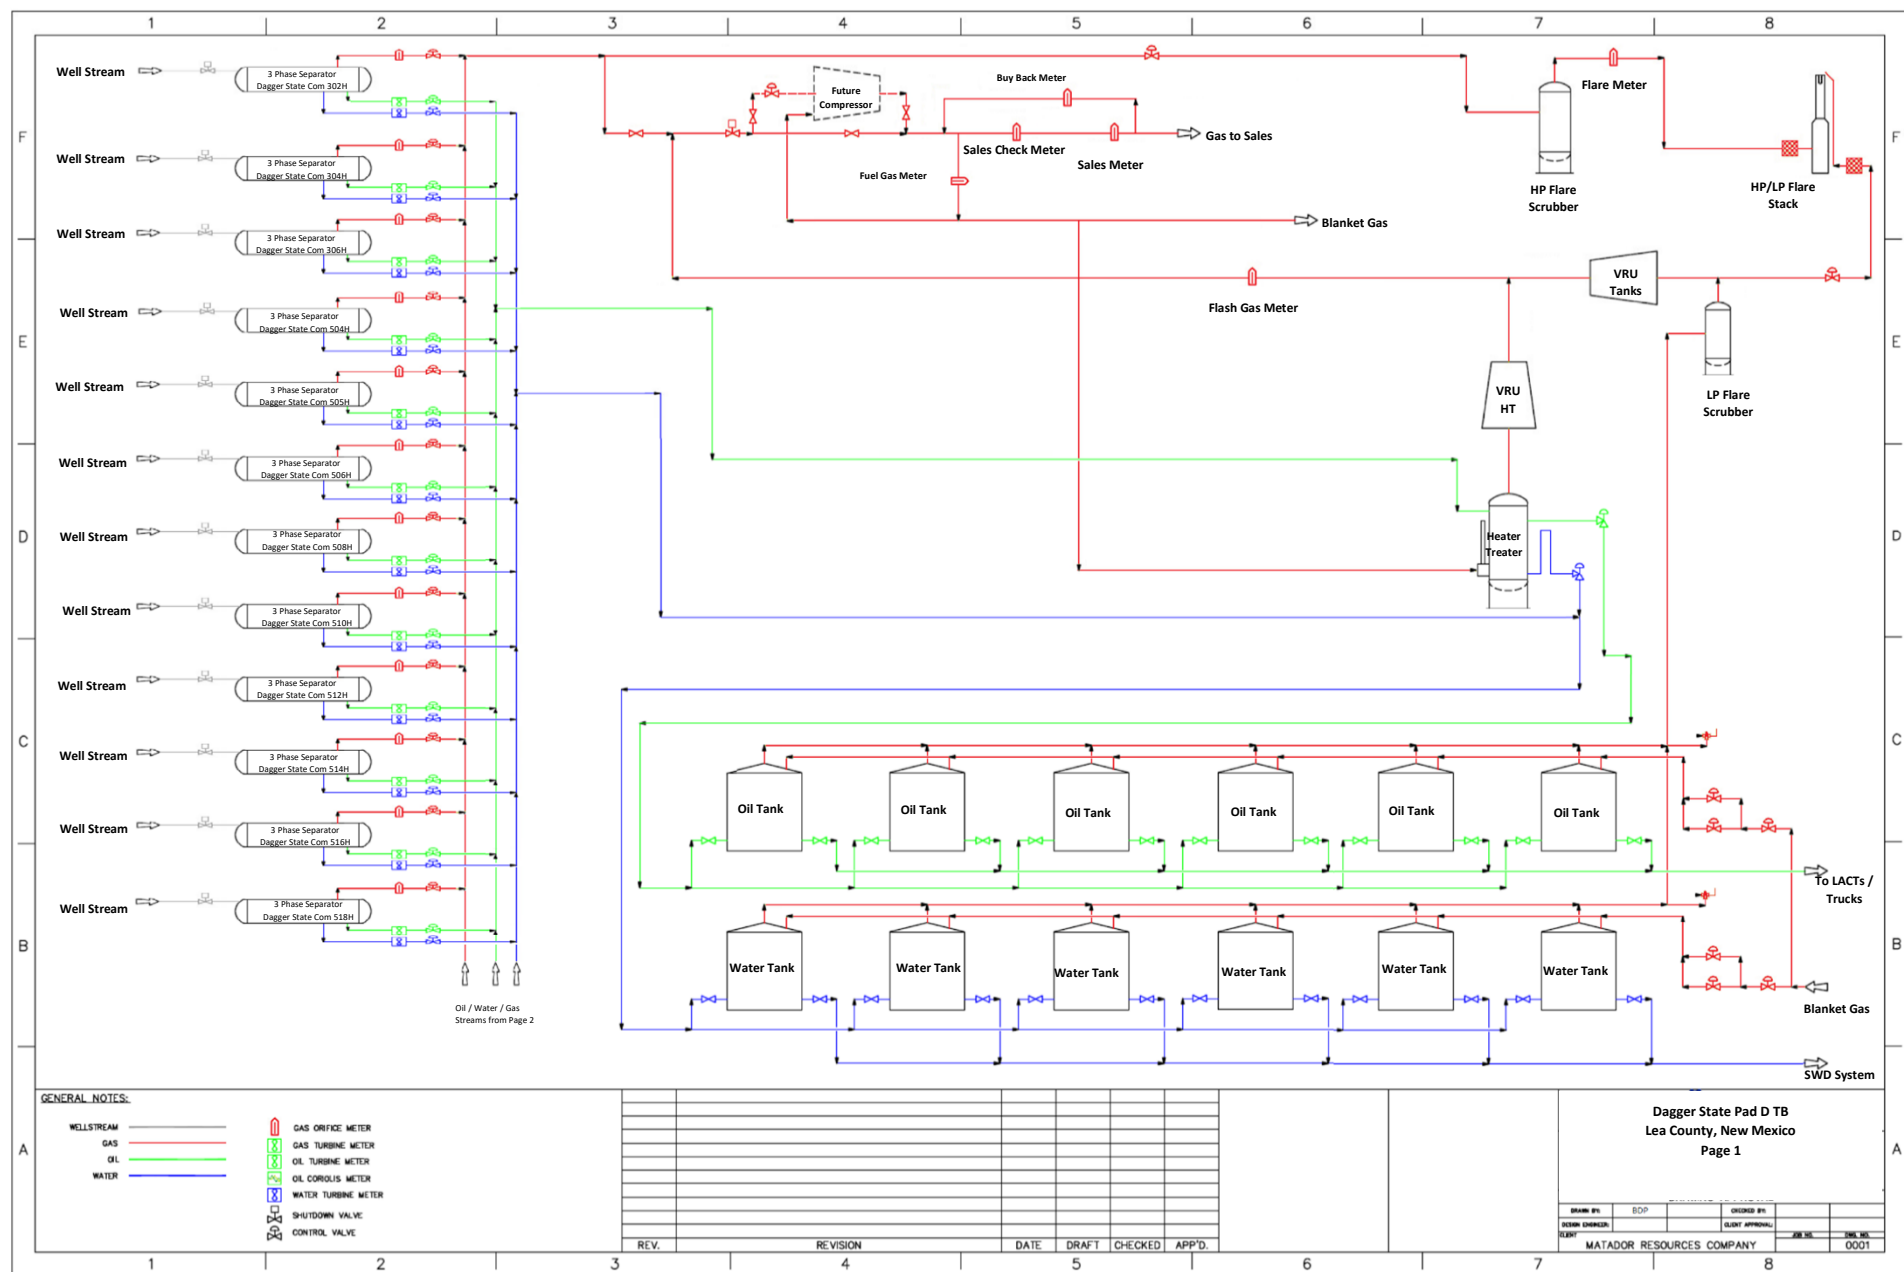 1 2 3 4 5 6 7 8
F
E
D
C
B
A
F
E
D
C
B
A
Well Stream
3 Phase Separator
Dagger State Com 302H
Well Stream
3 Phase Separator
Dagger State Com 304H
Well Stream
3 Phase Separator
Dagger State Com 306H
Well Stream
3 Phase Separator
Dagger State Com 504H
Well Stream
3 Phase Separator
Dagger State Com 505H
Well Stream
3 Phase Separator
Dagger State Com 506H
Well Stream
3 Phase Separator
Dagger State Com 508H
Well Stream
3 Phase Separator
Dagger State Com 510H
Well Stream
3 Phase Separator
Dagger State Com 512H
Well Stream
3 Phase Separator
Dagger State Com 514H
Well Stream
3 Phase Separator
Dagger State Com 516H
Well Stream
3 Phase Separator
Dagger State Com 518H
Oil / Water / Gas
Streams from Page 2
Future
Compressor
Buy Back Meter
Sales Check Meter
Sales Meter
Gas to Sales
Fuel Gas Meter
Blanket Gas
Flash Gas Meter
HP Flare
Scrubber
Flare Meter
HP/LP Flare
Stack
VRU
Tanks
LP Flare
Scrubber
VRU
HT
Heater
Treater
Oil Tank
Oil Tank
Oil Tank
Oil Tank
Oil Tank
Oil Tank
To LACTs /
Trucks
Water Tank
Water Tank
Water Tank
Water Tank
Water Tank
Water Tank
Blanket Gas
SWD System
GENERAL NOTES:
WELLSTREAM
GAS
OIL
WATER
GAS ORIFICE METER
GAS TURBINE METER
OIL TURBINE METER
OIL CORIOLIS METER
WATER TURBINE METER
SHUTDOWN VALVE
CONTROL VALVE
REV. REVISION DATE DRAFT CHECKED APP'D.
Dagger State Pad D TB
Lea County, New Mexico
Page 1
DRAWN BY: BDP CHECKED BY:
DESIGN ENGINEER: CLIENT APPROVAL:
CLIENT MATADOR RESOURCES COMPANY JOB NO. DWG. NO. 0001
1 2 3 4 5 6 7 8